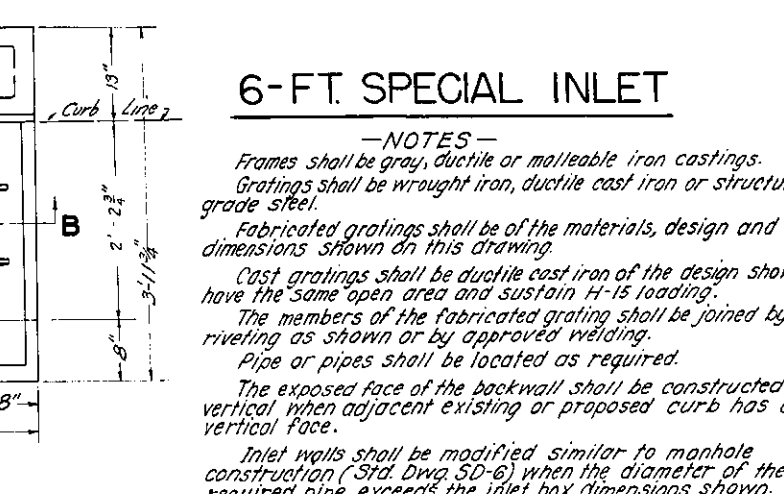 13"
Curb Line
2'-2 3/4"
3'-11 3/4"
B
8"
8"
6-FT. SPECIAL INLET
—NOTES—
Frames shall be gray, ductile or malleable iron castings.
Gratings shall be wrought iron, ductile cast iron or
grade steel.
Fabricated gratings shall be of the materials, design and
dimensions shown on this drawing.
Cast gratings shall be ductile cast iron of the design
have the same open area and sustain H-15 loading.
The members of the fabricated grating shall be joined by
riveting as shown or by approved welding.
Pipe or pipes shall be located as required.
The exposed face of the backwall shall be constructed
vertical when adjacent existing or proposed curb has
vertical face.
Inlet walls shall be modified similar to manhole
construction (Std. Dwg. SD-6) when the diameter of the
required pipe exceeds the inlet box dimensions shown.